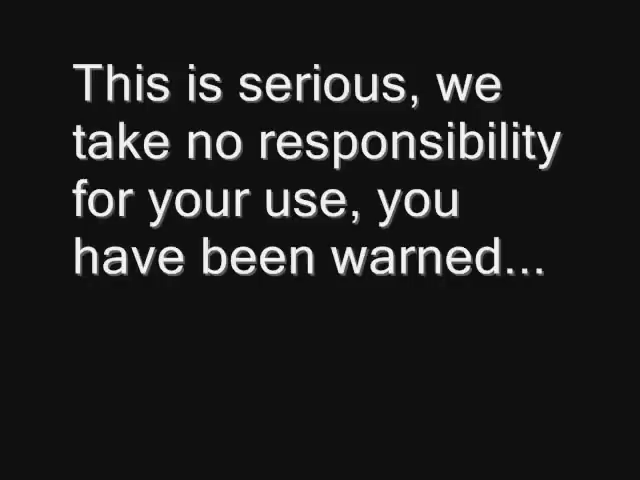 This is serious, we
take no responsibility
for your use, you
have been warned...